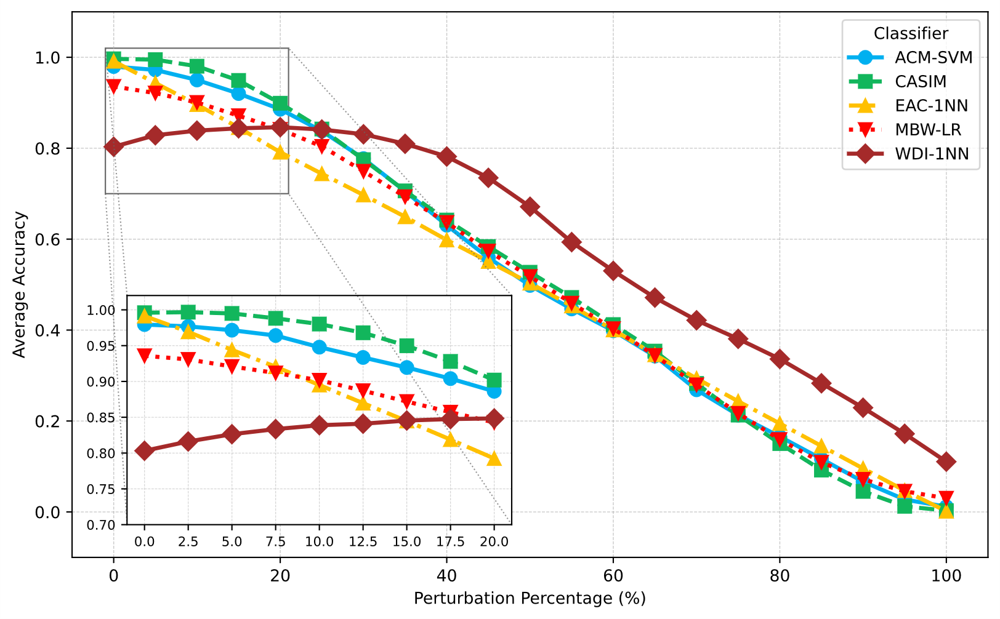 Classifier
ACM-SVM
CASIM
EAC-1NN
MBW-LR
WDI-1NN
Average Accuracy
1.0
0.8
0.6
0.4
0.2
0.0
1.00
0.95
0.90
0.85
0.80
0.75
0.70
0.0 2.5 5.0 7.5 10.0 12.5 15.0 17.5 20.0
0 20 40 60 80 100
Perturbation Percentage (%)